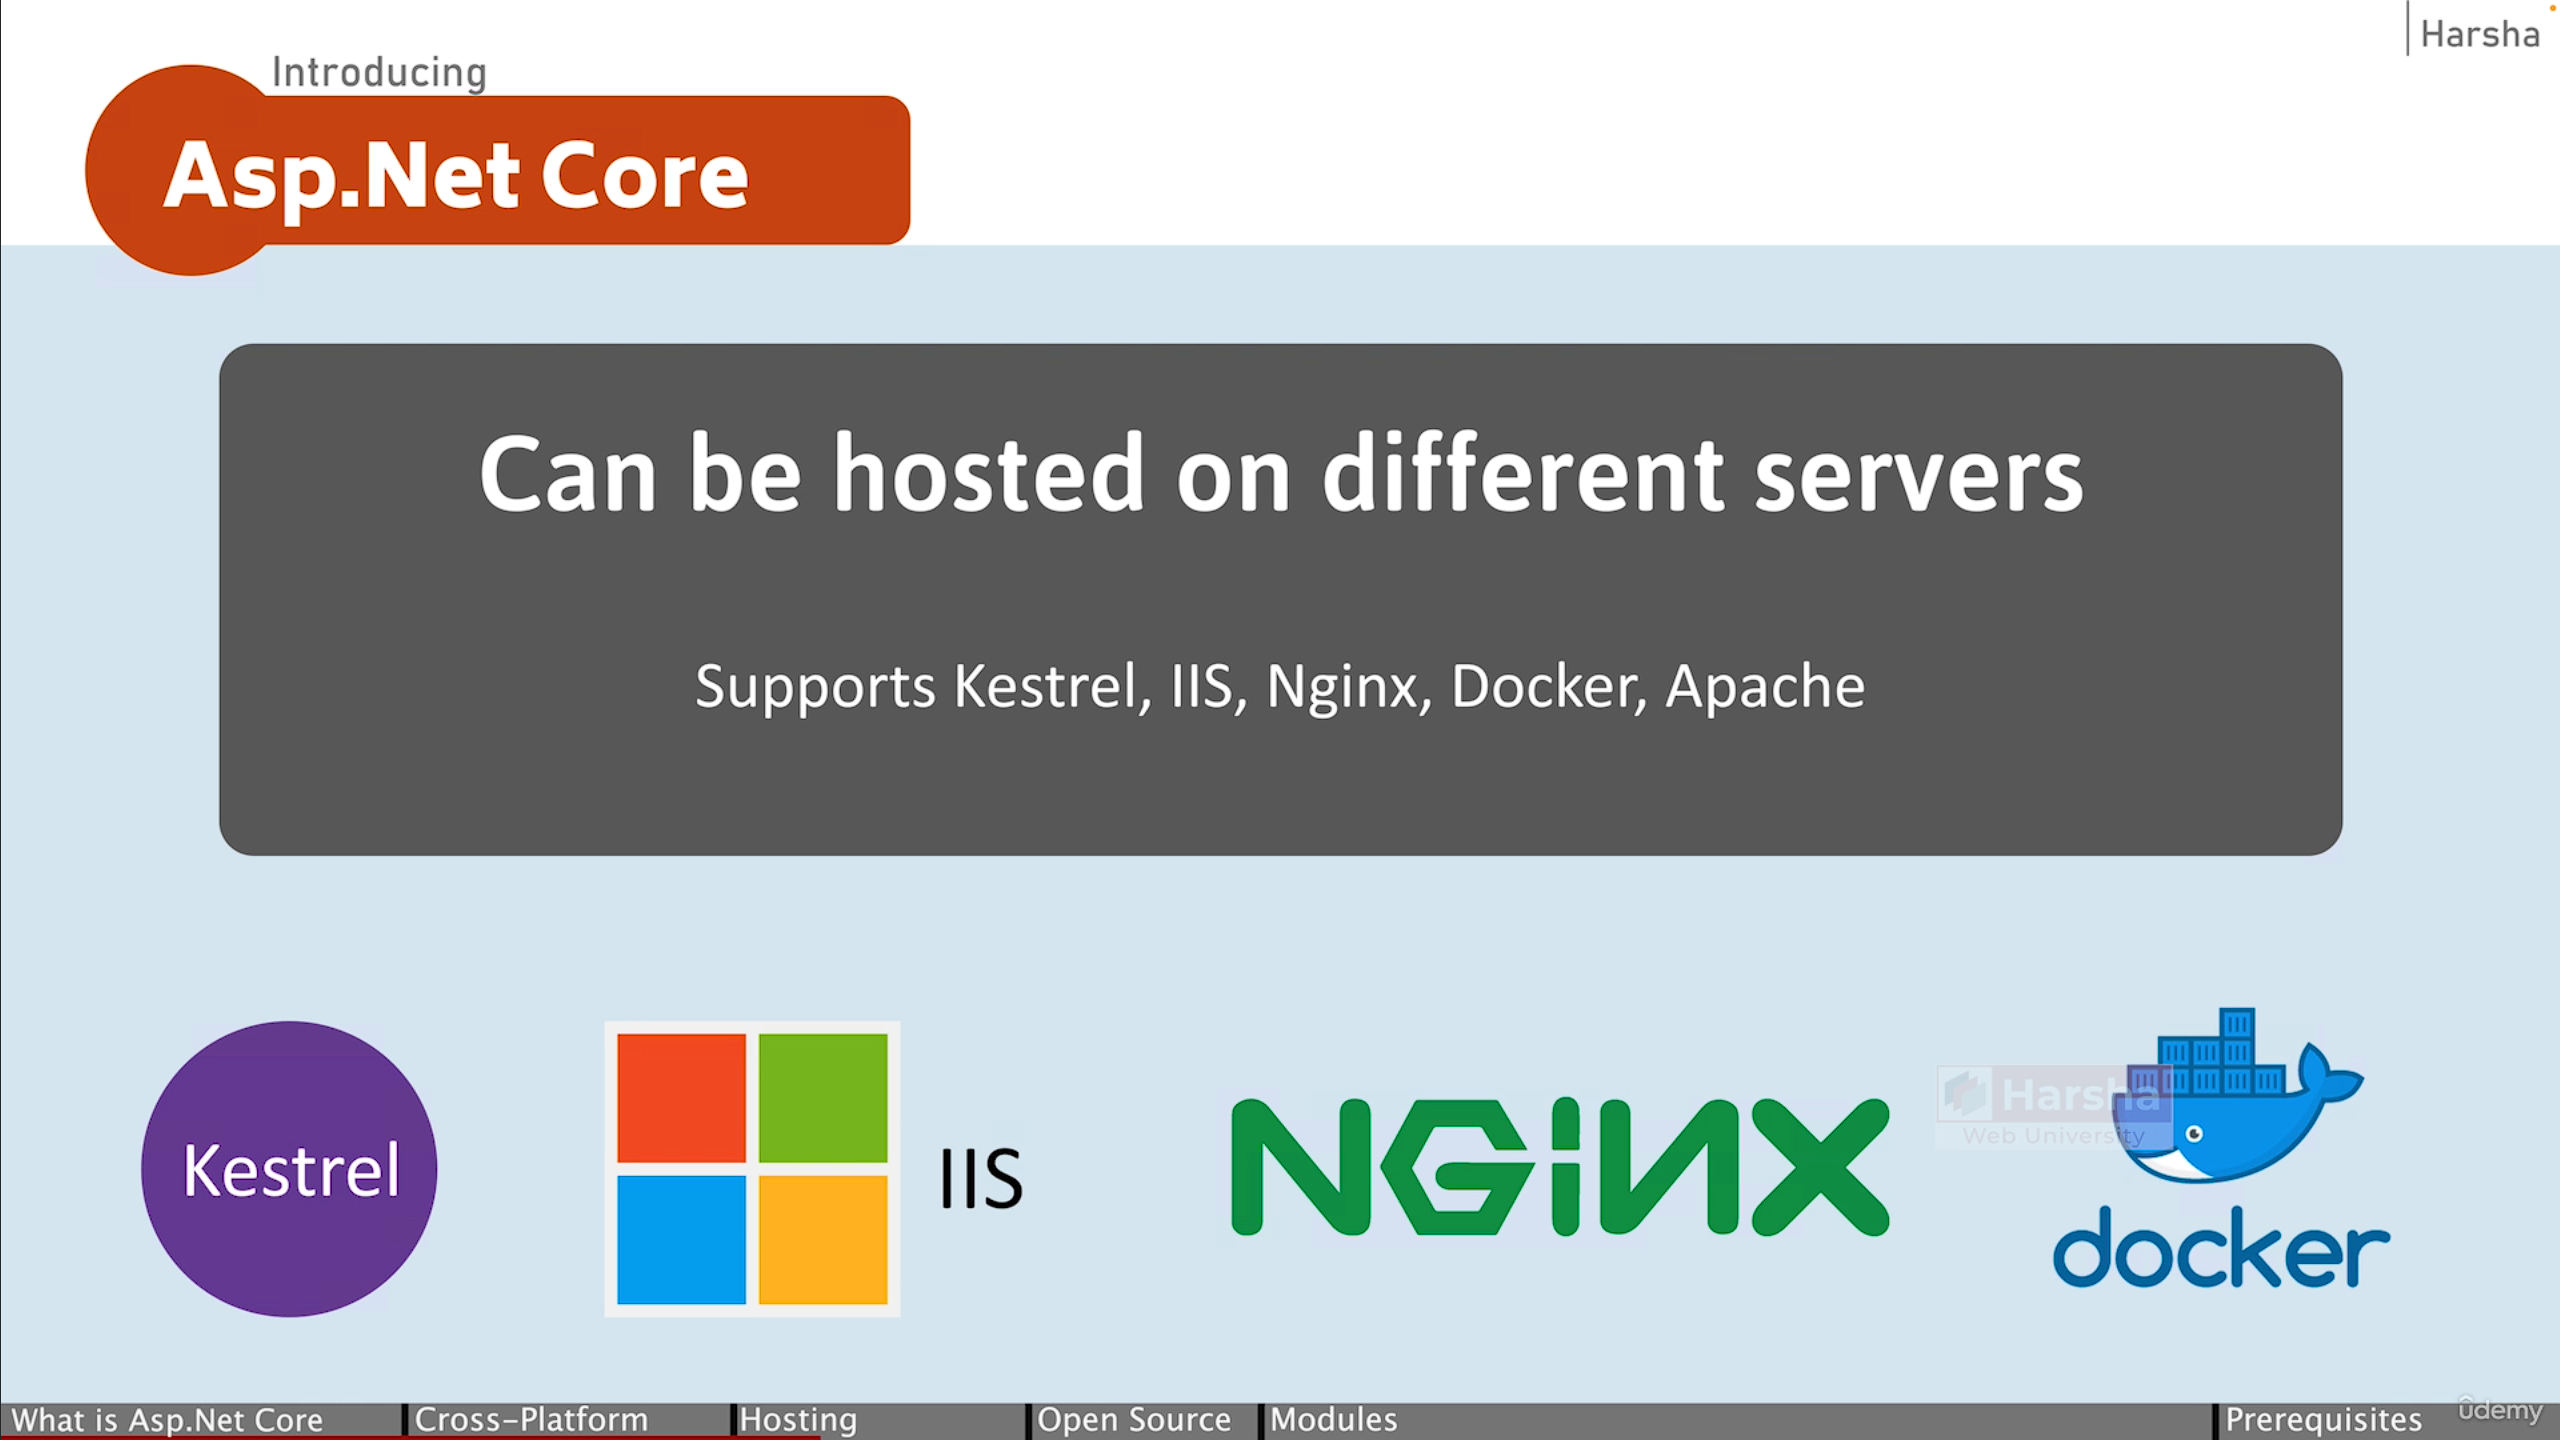 Harsha
Introducing
Asp.Net Core
Can be hosted on different servers
Supports Kestrel, IIS, Nginx, Docker, Apache
Kestrel
IIS
NGINX
docker
Harsha
Web University
What is Asp.Net Core
Cross-Platform
Hosting
Open Source
Modules
Prerequisites
ûdemy